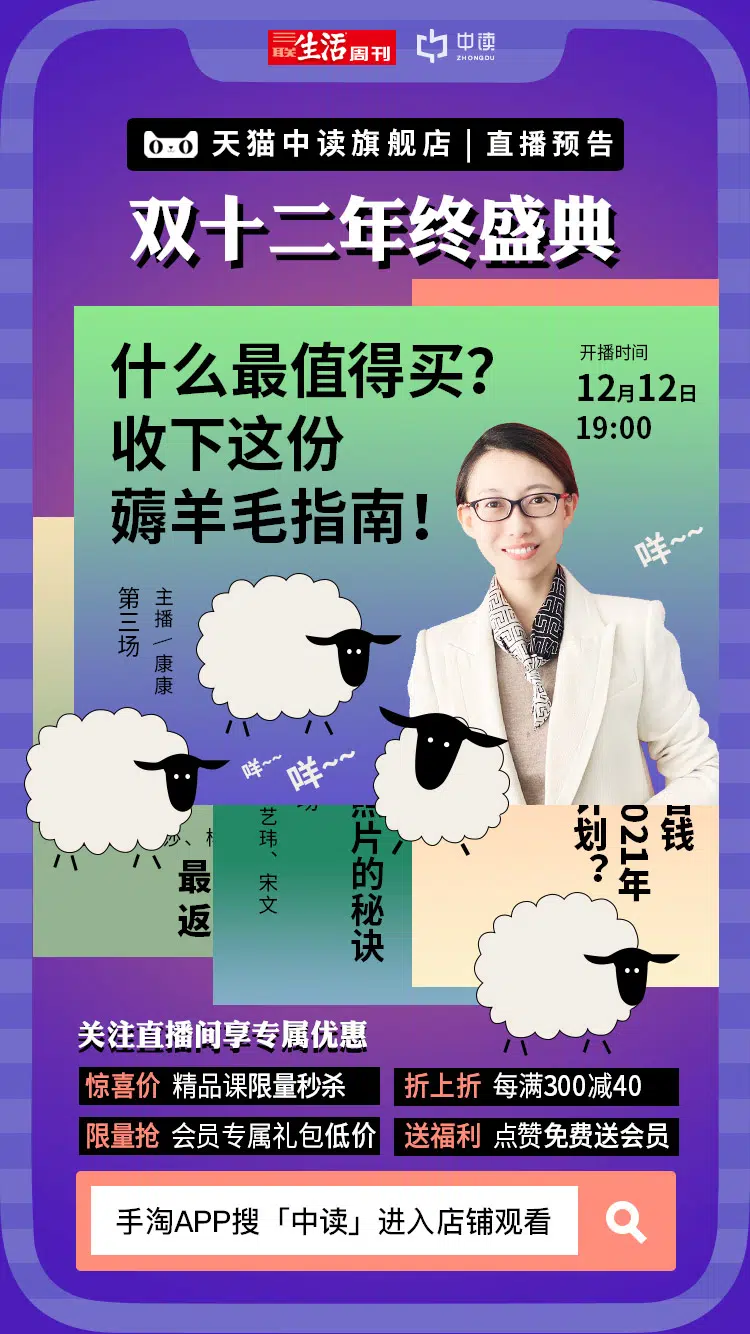 三联生活周刊
中读
ZHONGDU
天猫中读旗舰店 | 直播预告
双十二年终盛典
什么最值得买？
收下这份
薅羊毛指南！
开播时间
12月12日
19:00
咩~~
主播／康康
第三场
咩~~
咩~~
最
返
艺玮、宋文
照片的秘诀
省钱
021年
计划？
关注直播间享专属优惠
惊喜价 精品课限量秒杀
折上折 每满300减40
限量抢 会员专属礼包低价
送福利 点赞免费送会员
手淘APP搜「中读」进入店铺观看